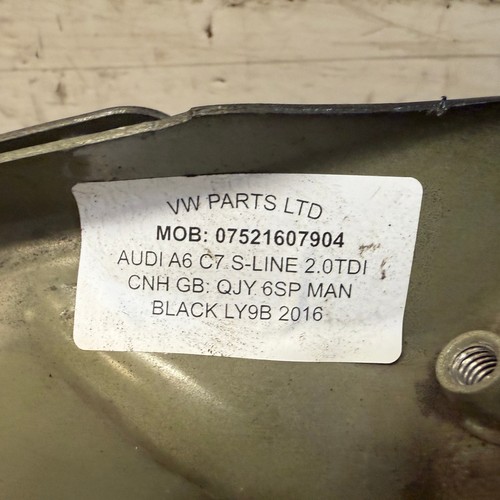 VW PARTS LTD
MOB: 07521607904
AUDI A6 C7 S-LINE 2.0TDI
CNH GB: QJY 6SP MAN
BLACK LY9B 2016